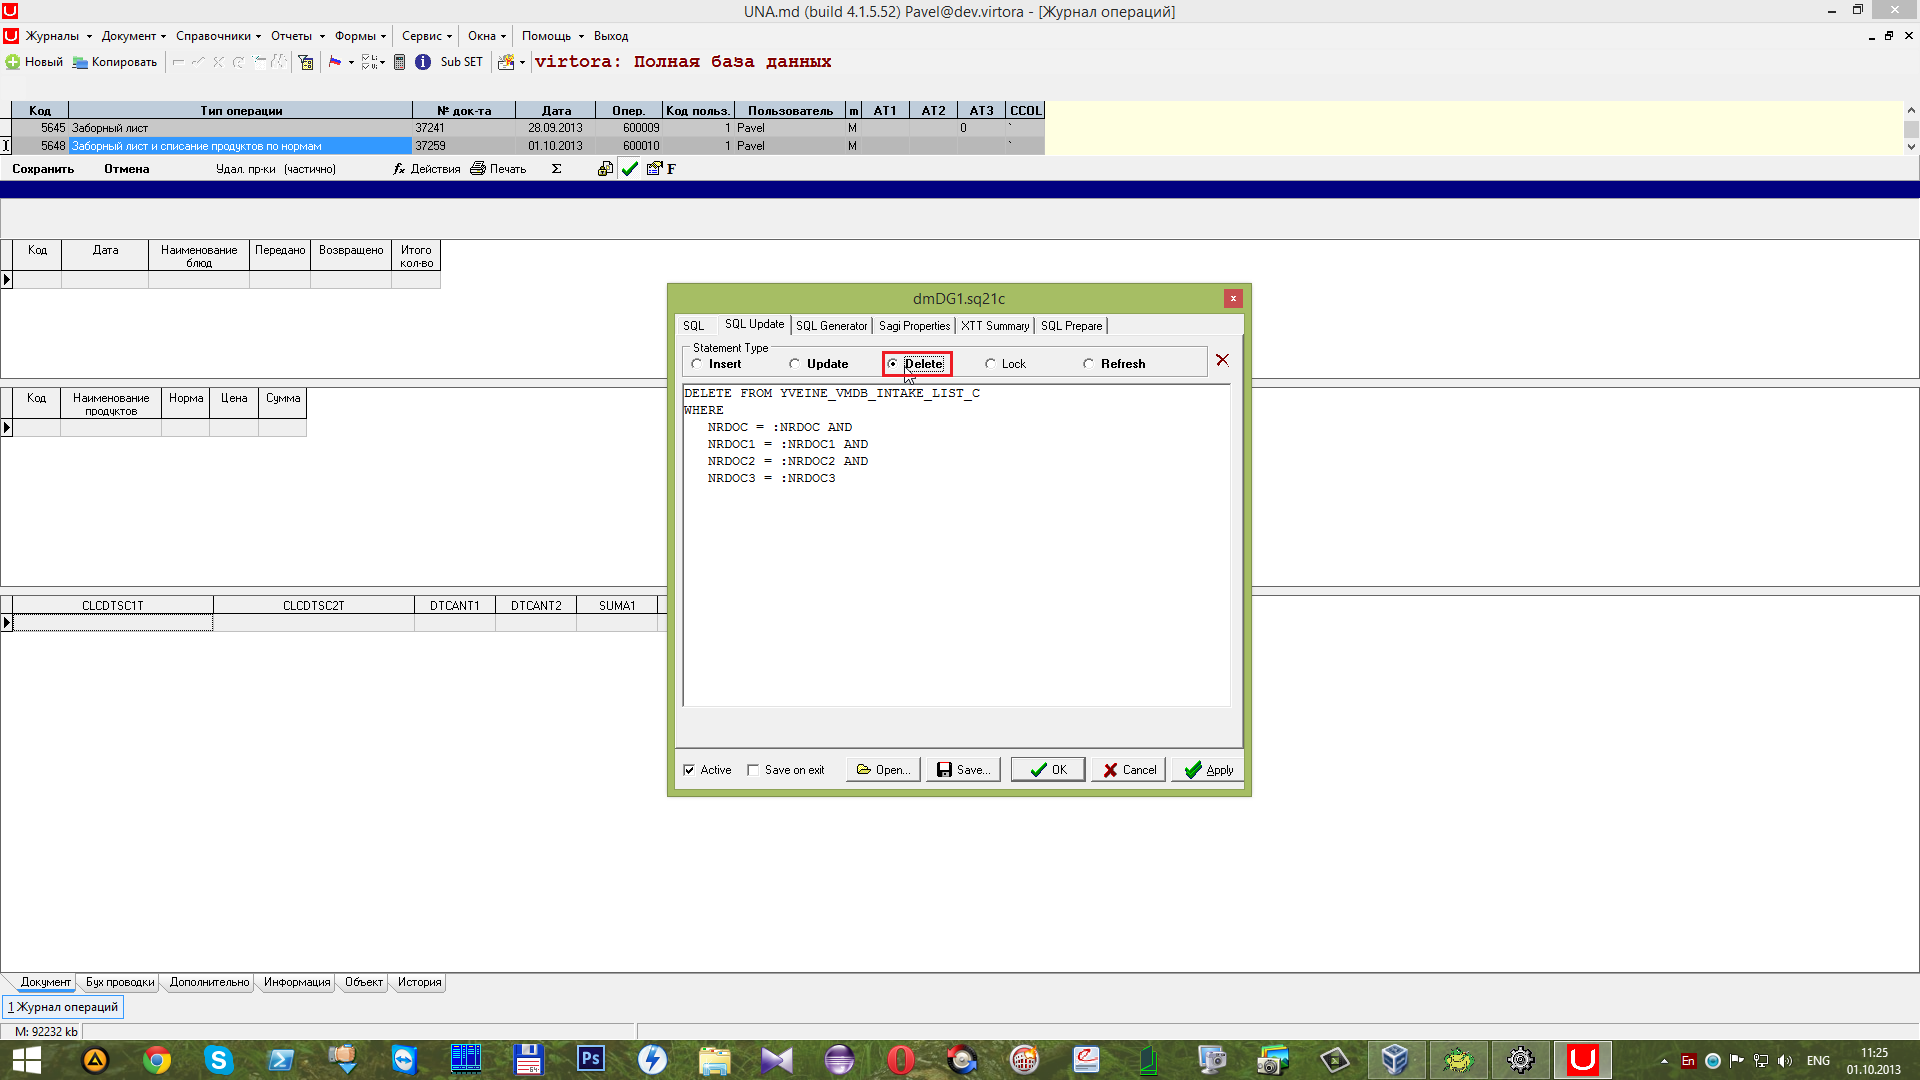 UNA.md (build 4.1.5.52) Pavel@dev.virtora - [Журнал операций]
Журналы Документ Справочники Отчеты Формы Сервис Окна Помощь Выход
Новый Копировать Sub SET virtora: Полная база данных
Код Тип операции № док-та Дата Опер. Код польз. Пользователь m AT1 AT2 AT3 CCOL
5645 Заборный лист 37241 28.09.2013 600009 1 Pavel M 0 `
5648 Заборный лист и списание продуктов по нормам 37259 01.10.2013 600010 1 Pavel M `
Сохранить Отмена Удал. пр-ки (частично) fx Действия Печать Σ F
Код Дата Наименование блюд Передано Возвращено Итого кол-во
Код Наименование продуктов Норма Цена Сумма
CLCDTSC1T CLCDTSC2T DTCANT1 DTCANT2 SUMA1
dmDG1.sq21c
SQL SQL Update SQL Generator Sagi Properties XTT Summary SQL Prepare
Statement Type
Insert Update Delete Lock Refresh
DELETE FROM YVEINE_VMDB_INTAKE_LIST_C
WHERE
NRDOC = :NRDOC AND
NRDOC1 = :NRDOC1 AND
NRDOC2 = :NRDOC2 AND
NRDOC3 = :NRDOC3
Active Save on exit Open... Save... OK Cancel Apply
Документ Бух проводки Дополнительно Информация Объект История
1 Журнал операций
M: 92232 kb
Ps 64 En ENG 11:25
01.10.2013